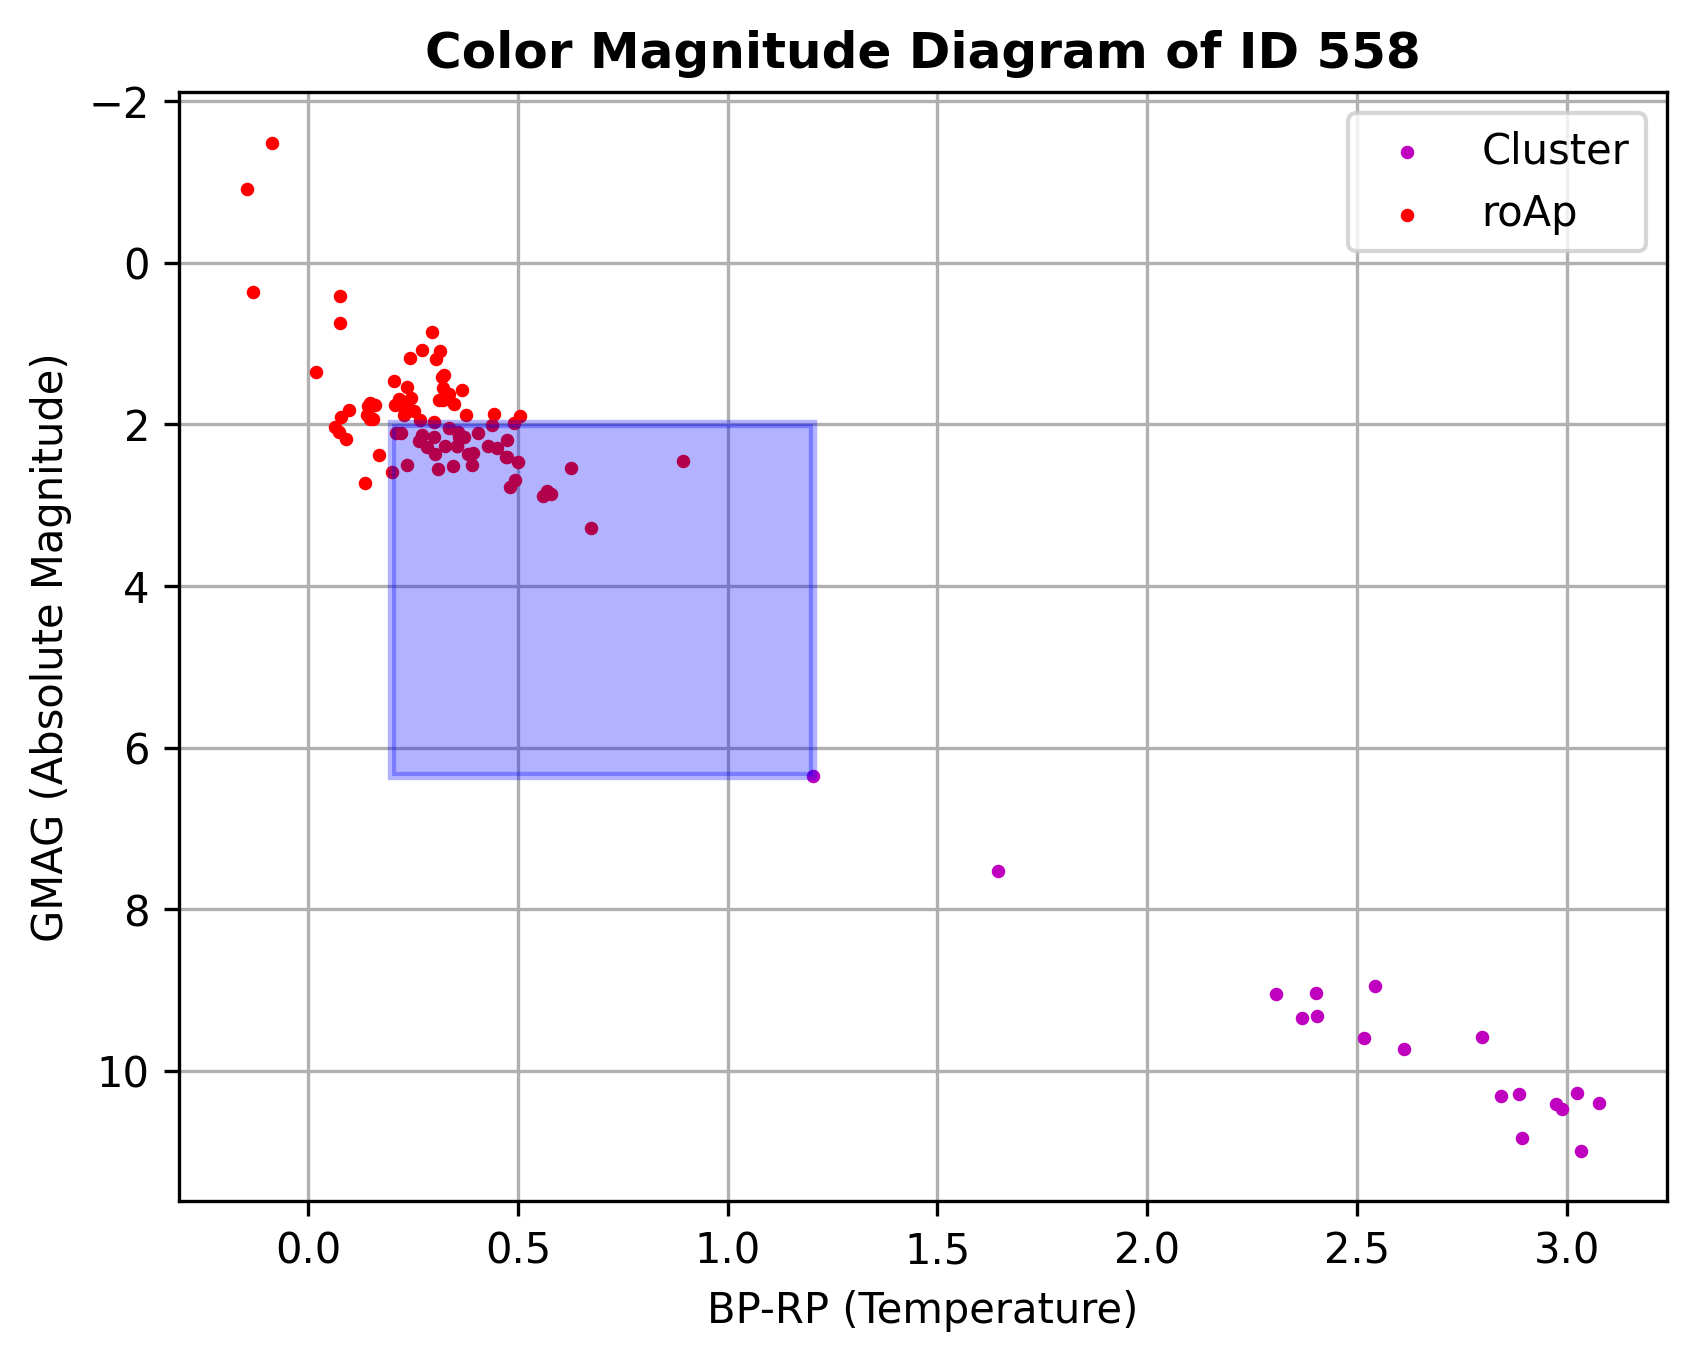 Color Magnitude Diagram of ID 558
Cluster
roAp
−2
0
2
4
6
8
10
GMAG (Absolute Magnitude)
0.0 0.5 1.0 1.5 2.0 2.5 3.0
BP-RP (Temperature)